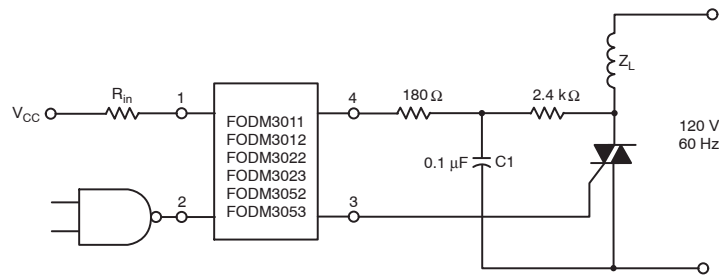 Z_L
R_in
1
4
180 Ω
2.4 kΩ
V_CC
FODM3011
FODM3012
FODM3022
FODM3023
FODM3052
FODM3053
120 V
60 Hz
0.1 μF
C1
2
3